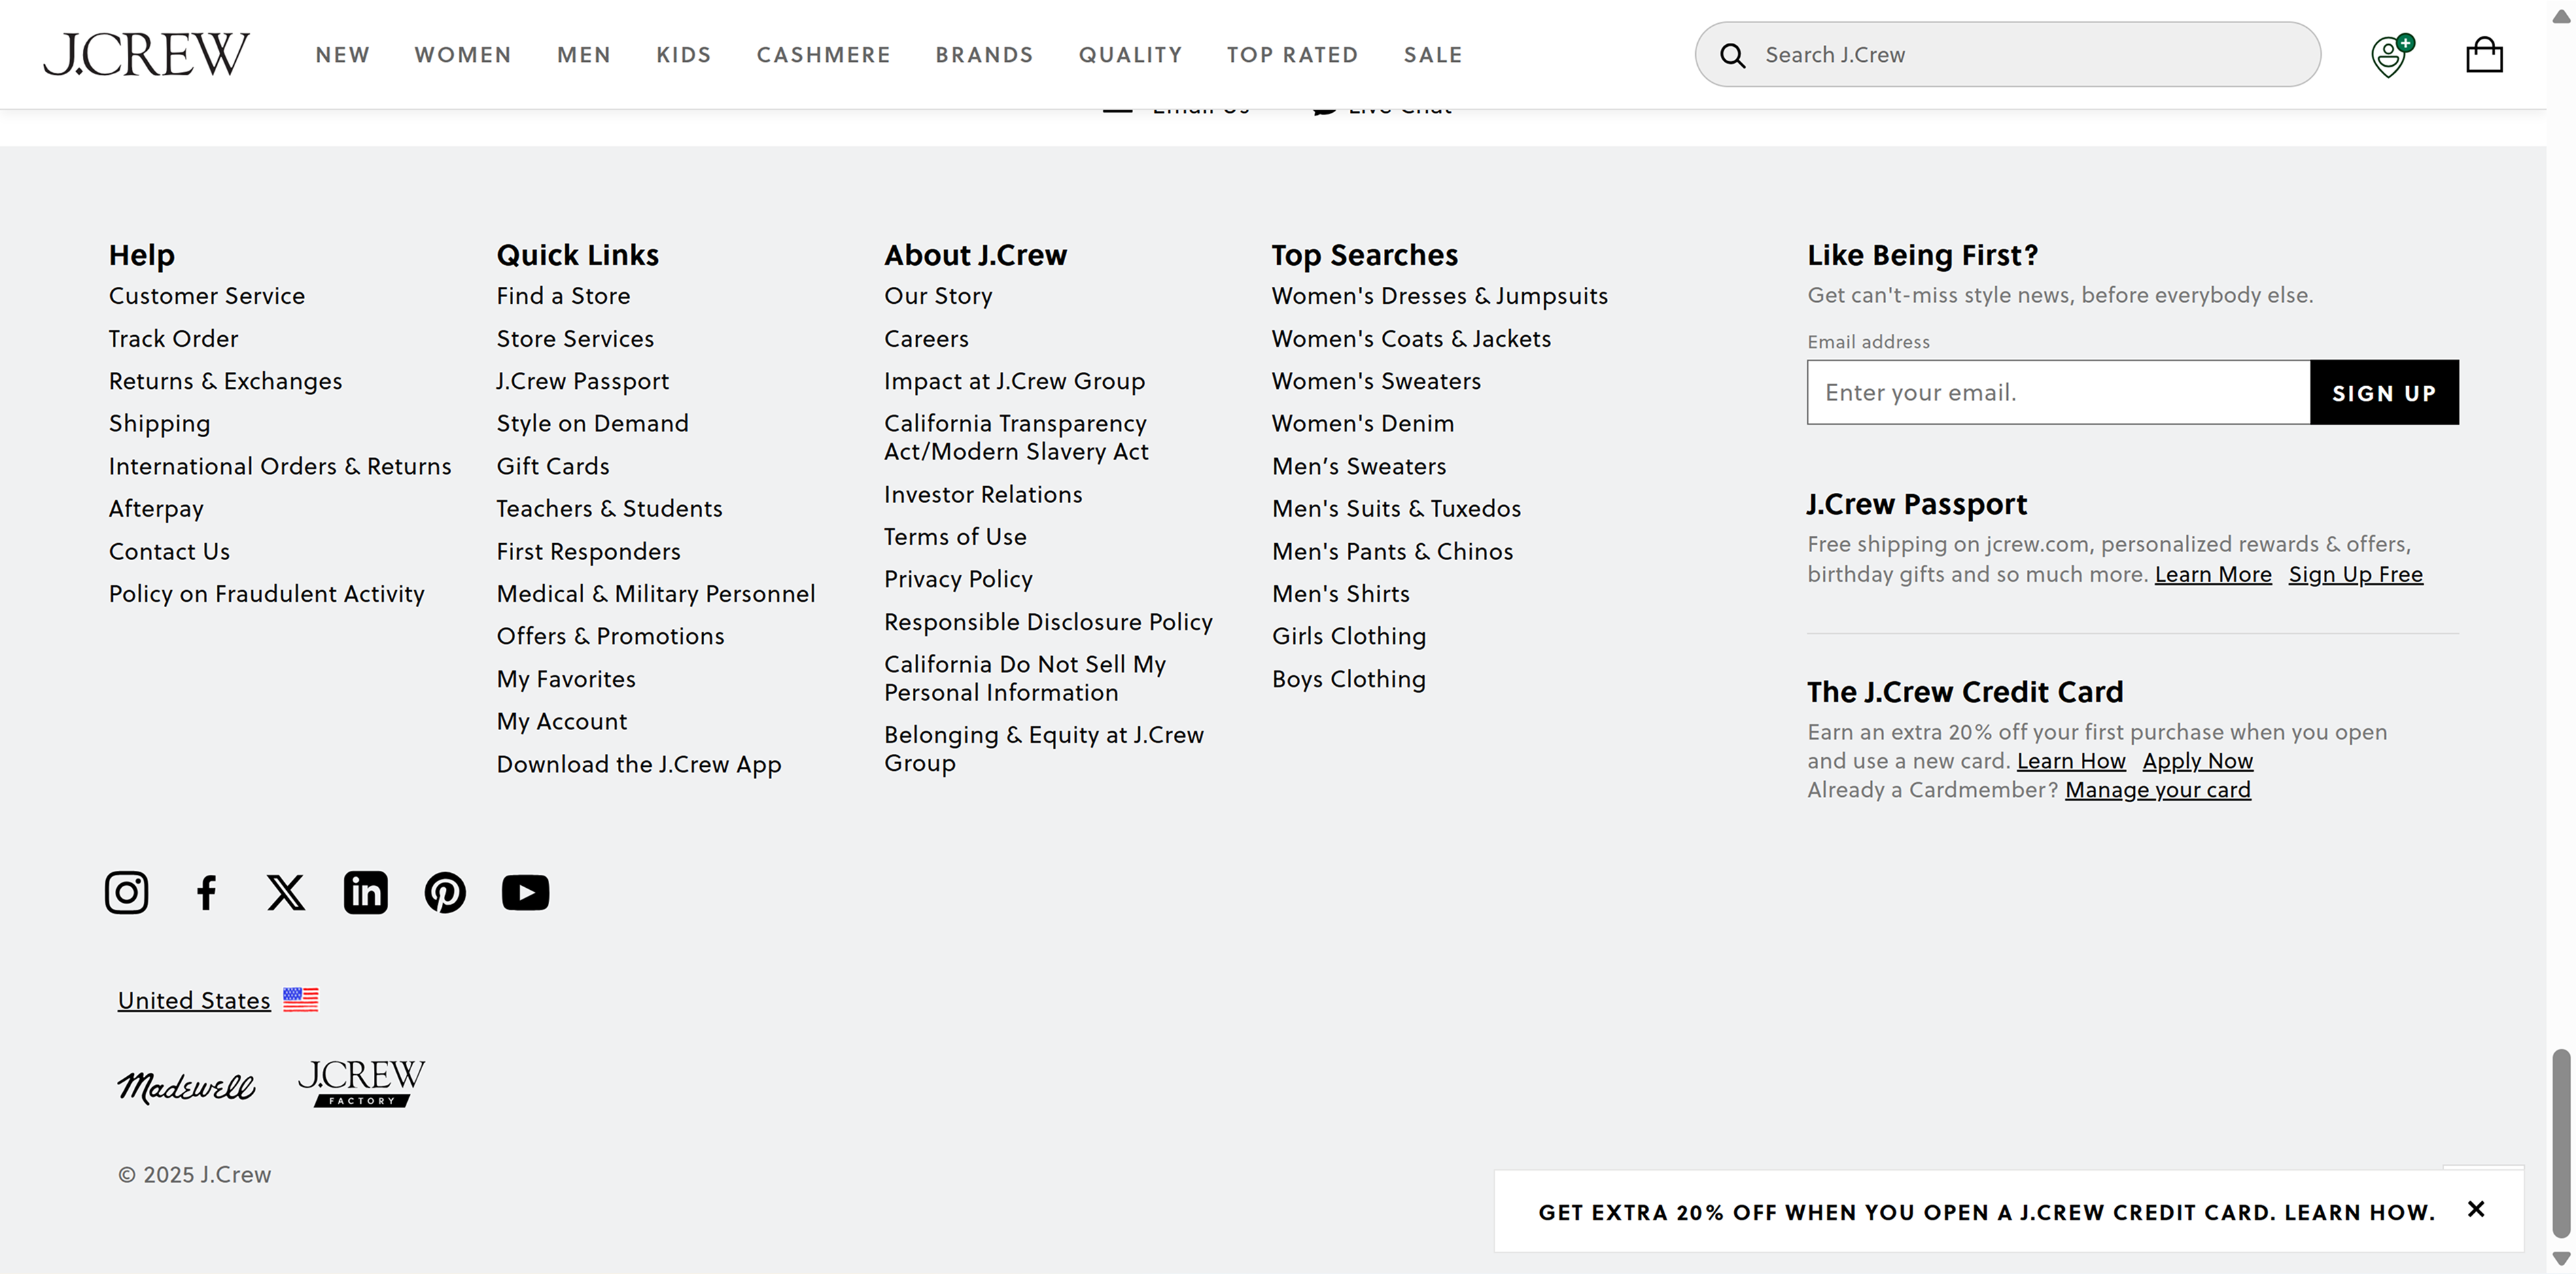 J.CREW
NEW WOMEN MEN KIDS CASHMERE BRANDS QUALITY TOP RATED SALE
Search J.Crew
Email Us Live Chat
Help
Customer Service
Track Order
Returns & Exchanges
Shipping
International Orders & Returns
Afterpay
Contact Us
Policy on Fraudulent Activity
Quick Links
Find a Store
Store Services
J.Crew Passport
Style on Demand
Gift Cards
Teachers & Students
First Responders
Medical & Military Personnel
Offers & Promotions
My Favorites
My Account
Download the J.Crew App
About J.Crew
Our Story
Careers
Impact at J.Crew Group
California Transparency
Act/Modern Slavery Act
Investor Relations
Terms of Use
Privacy Policy
Responsible Disclosure Policy
California Do Not Sell My
Personal Information
Belonging & Equity at J.Crew
Group
Top Searches
Women's Dresses & Jumpsuits
Women's Coats & Jackets
Women's Sweaters
Women's Denim
Men’s Sweaters
Men's Suits & Tuxedos
Men's Pants & Chinos
Men's Shirts
Girls Clothing
Boys Clothing
Like Being First?
Get can't-miss style news, before everybody else.
Email address
Enter your email. SIGN UP
J.Crew Passport
Free shipping on jcrew.com, personalized rewards & offers,
birthday gifts and so much more. Learn More Sign Up Free
The J.Crew Credit Card
Earn an extra 20% off your first purchase when you open
and use a new card. Learn How Apply Now
Already a Cardmember? Manage your card
United States
Madewell
J.CREW
FACTORY
© 2025 J.Crew
GET EXTRA 20% OFF WHEN YOU OPEN A J.CREW CREDIT CARD. LEARN HOW.